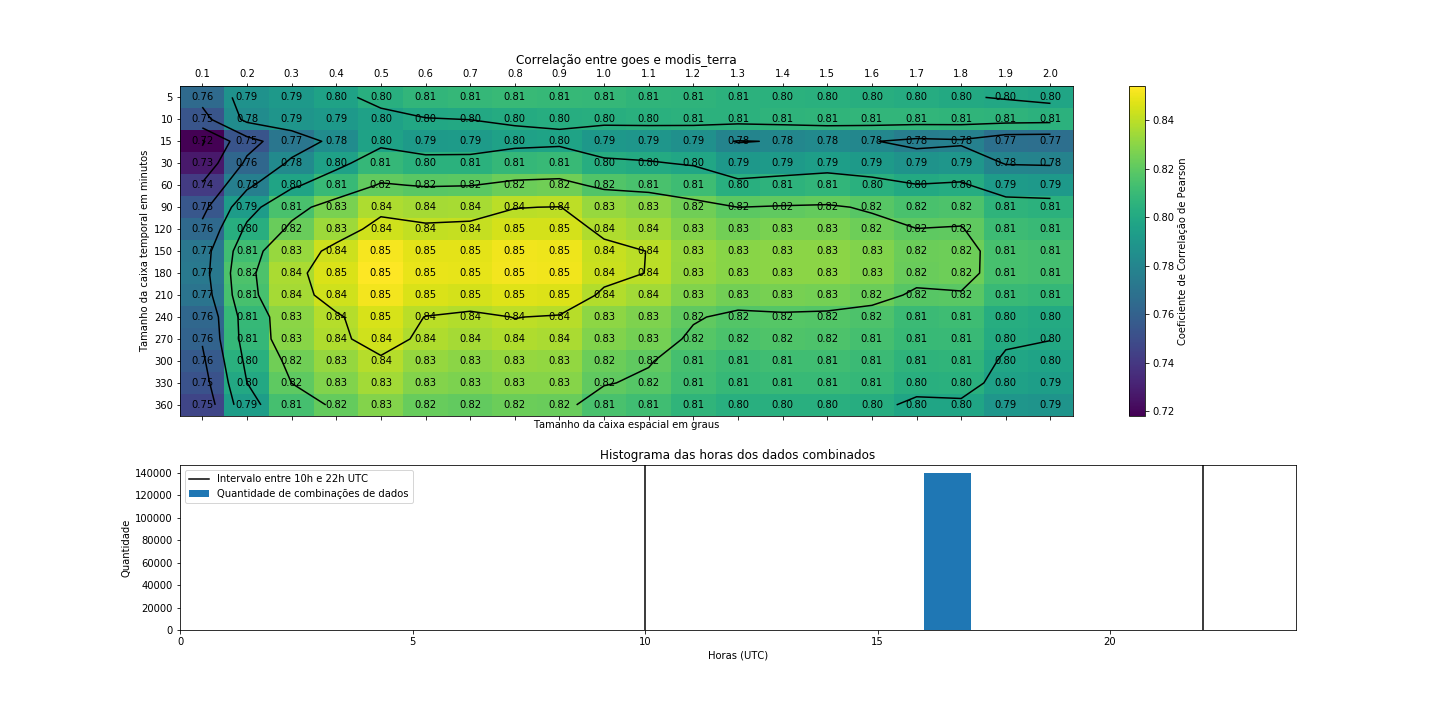 Correlação entre goes e modis_terra
0.1 0.2 0.3 0.4 0.5 0.6 0.7 0.8 0.9 1.0 1.1 1.2 1.3 1.4 1.5 1.6 1.7 1.8 1.9 2.0
5 0.76 0.79 0.79 0.80 0.80 0.81 0.81 0.81 0.81 0.81 0.81 0.81 0.81 0.80 0.80 0.80 0.80 0.80 0.80 0.80
10 0.75 0.78 0.79 0.79 0.80 0.80 0.80 0.80 0.81 0.81 0.81 0.81 0.81 0.81 0.81 0.81 0.81 0.81 0.81 0.81
15 0.72 0.75 0.77 0.78 0.80 0.79 0.79 0.80 0.80 0.79 0.79 0.79 0.78 0.78 0.78 0.78 0.78 0.78 0.77 0.77
30 0.73 0.76 0.78 0.80 0.81 0.80 0.81 0.81 0.81 0.80 0.80 0.80 0.79 0.79 0.79 0.79 0.79 0.79 0.78 0.78
60 0.74 0.78 0.80 0.81 0.82 0.82 0.82 0.82 0.82 0.82 0.81 0.81 0.80 0.81 0.81 0.80 0.80 0.80 0.79 0.79
90 0.75 0.79 0.81 0.83 0.84 0.84 0.84 0.84 0.84 0.83 0.83 0.82 0.82 0.82 0.82 0.82 0.82 0.82 0.81 0.81
120 0.76 0.80 0.82 0.83 0.84 0.84 0.84 0.85 0.85 0.84 0.83 0.83 0.83 0.83 0.83 0.82 0.82 0.82 0.81 0.81
150 0.77 0.81 0.83 0.84 0.85 0.85 0.85 0.85 0.85 0.84 0.84 0.83 0.83 0.83 0.83 0.83 0.82 0.82 0.81 0.81
180 0.77 0.82 0.84 0.85 0.85 0.85 0.85 0.85 0.85 0.84 0.84 0.83 0.83 0.83 0.83 0.83 0.82 0.82 0.81 0.81
210 0.77 0.81 0.84 0.84 0.85 0.85 0.85 0.85 0.85 0.84 0.84 0.83 0.83 0.83 0.83 0.82 0.82 0.82 0.81 0.81
240 0.76 0.81 0.83 0.84 0.85 0.84 0.84 0.84 0.84 0.83 0.83 0.82 0.82 0.82 0.82 0.82 0.81 0.81 0.80 0.80
270 0.76 0.81 0.83 0.84 0.84 0.83 0.84 0.84 0.84 0.83 0.82 0.82 0.81 0.82 0.82 0.81 0.81 0.81 0.80 0.80
300 0.76 0.80 0.82 0.83 0.84 0.83 0.83 0.83 0.83 0.82 0.82 0.81 0.81 0.81 0.81 0.81 0.81 0.81 0.80 0.80
330 0.75 0.80 0.82 0.83 0.83 0.83 0.83 0.83 0.83 0.82 0.82 0.81 0.81 0.81 0.81 0.81 0.80 0.80 0.80 0.79
360 0.75 0.79 0.81 0.82 0.83 0.82 0.82 0.82 0.82 0.81 0.81 0.81 0.80 0.80 0.80 0.80 0.80 0.80 0.79 0.79
Tamanho da caixa temporal em minutos
Tamanho da caixa espacial em graus
0.84
0.82
0.80
0.78
0.76
0.74
0.72
Coeficiente de Correlação de Pearson
Histograma das horas dos dados combinados
Intervalo entre 10h e 22h UTC
Quantidade de combinações de dados
140000
120000
100000
80000
60000
40000
20000
0
Quantidade
0 5 10 15 20
Horas (UTC)